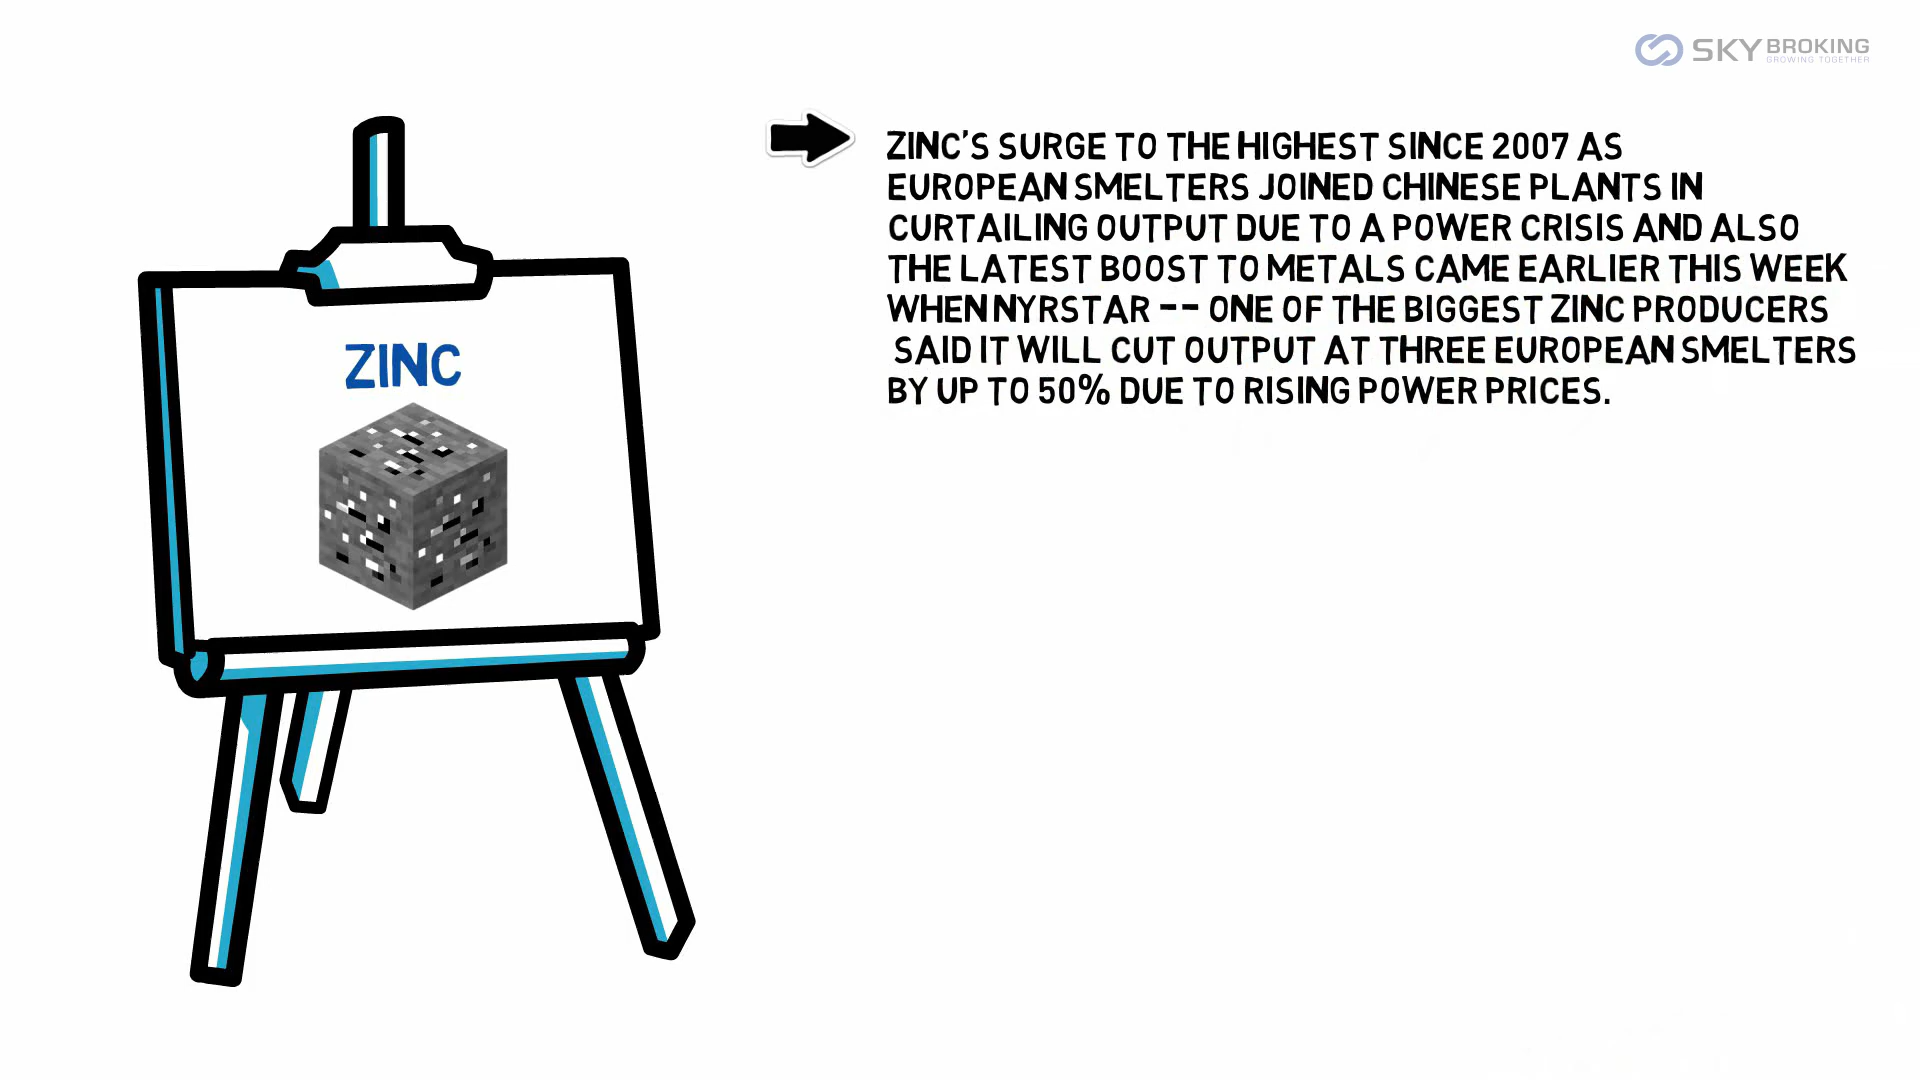 SKY BROKING
GROWING TOGETHER
ZINC'S SURGE TO THE HIGHEST SINCE 2007 AS
EUROPEAN SMELTERS JOINED CHINESE PLANTS IN
CURTAILING OUTPUT DUE TO A POWER CRISIS AND ALSO
THE LATEST BOOST TO METALS CAME EARLIER THIS WEEK
WHEN NYRSTAR -- ONE OF THE BIGGEST ZINC PRODUCERS
SAID IT WILL CUT OUTPUT AT THREE EUROPEAN SMELTERS
BY UP TO 50% DUE TO RISING POWER PRICES.
ZINC